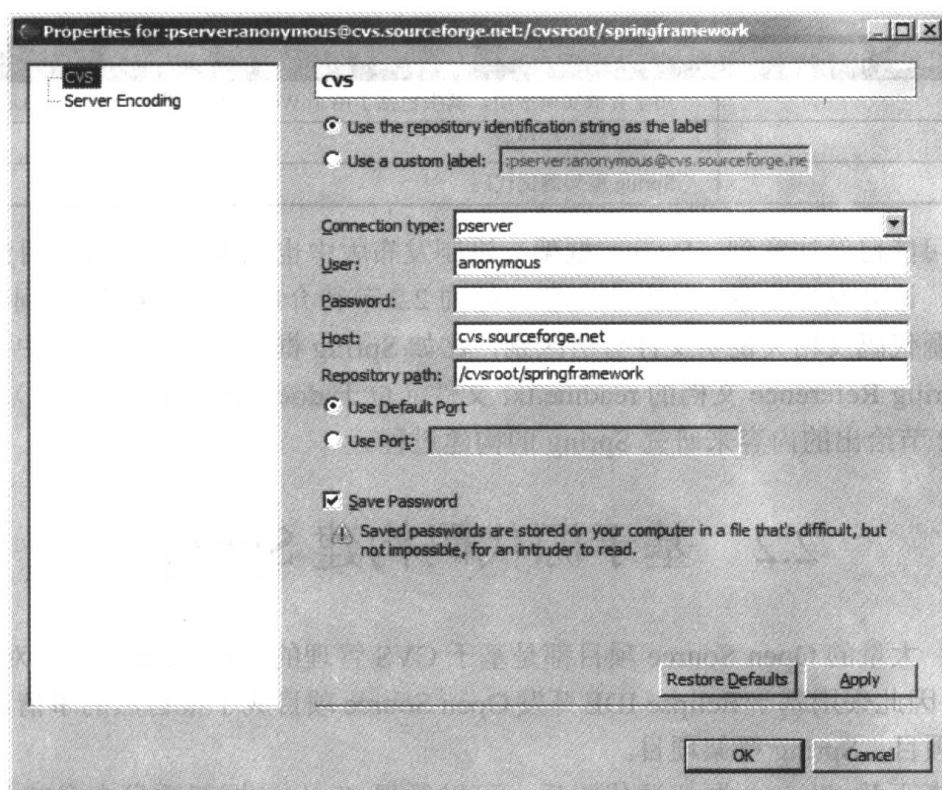 Properties for :pserver:anonymous@cvs.sourceforge.net:/cvsroot/springframework
CVS
Server Encoding
CVS
Use the repository identification string as the label
Use a custom label: :pserver:anonymous@cvs.sourceforge.ne
Connection type: pserver
User: anonymous
Password:
Host: cvs.sourceforge.net
Repository path: /cvsroot/springframework
Use Default Port
Use Port:
Save Password
Saved passwords are stored on your computer in a file that's difficult, but
not impossible, for an intruder to read.
Restore Defaults Apply
OK Cancel